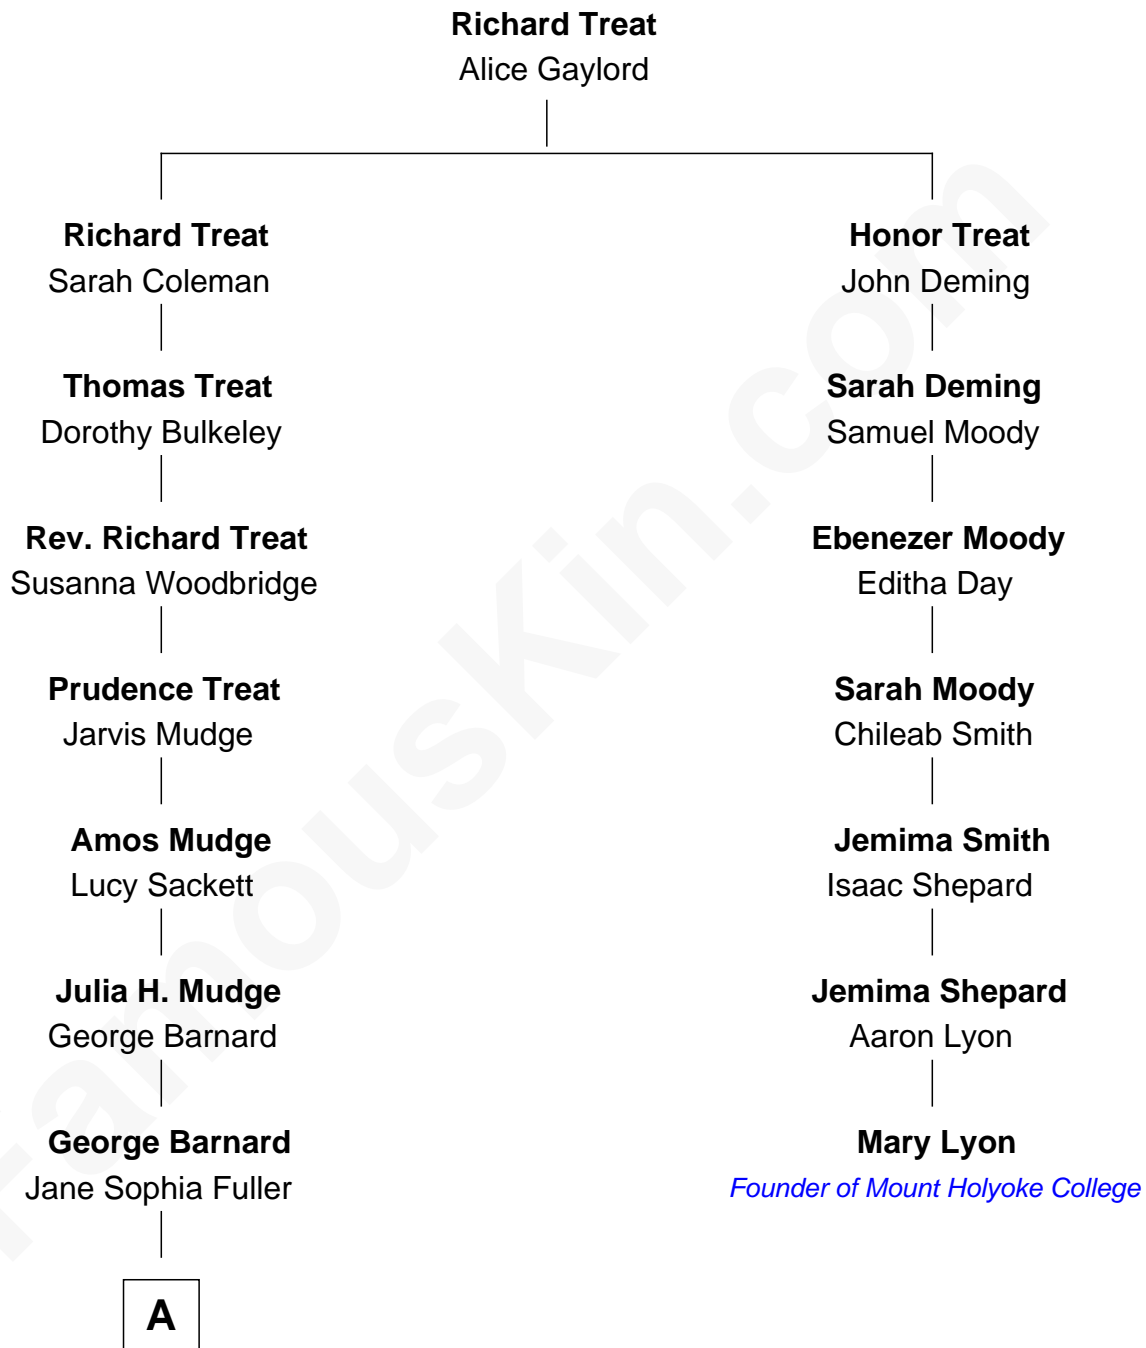 Richard Treat
Alice Gaylord
Richard Treat
Sarah Coleman
Thomas Treat
Dorothy Bulkeley
Rev. Richard Treat
Susanna Woodbridge
Prudence Treat
Jarvis Mudge
Amos Mudge
Lucy Sackett
Julia H. Mudge
George Barnard
George Barnard
Jane Sophia Fuller
A
Honor Treat
John Deming
Sarah Deming
Samuel Moody
Ebenezer Moody
Editha Day
Sarah Moody
Chileab Smith
Jemima Smith
Isaac Shepard
Jemima Shepard
Aaron Lyon
Mary Lyon
Founder of Mount Holyoke College
FamousKin.com